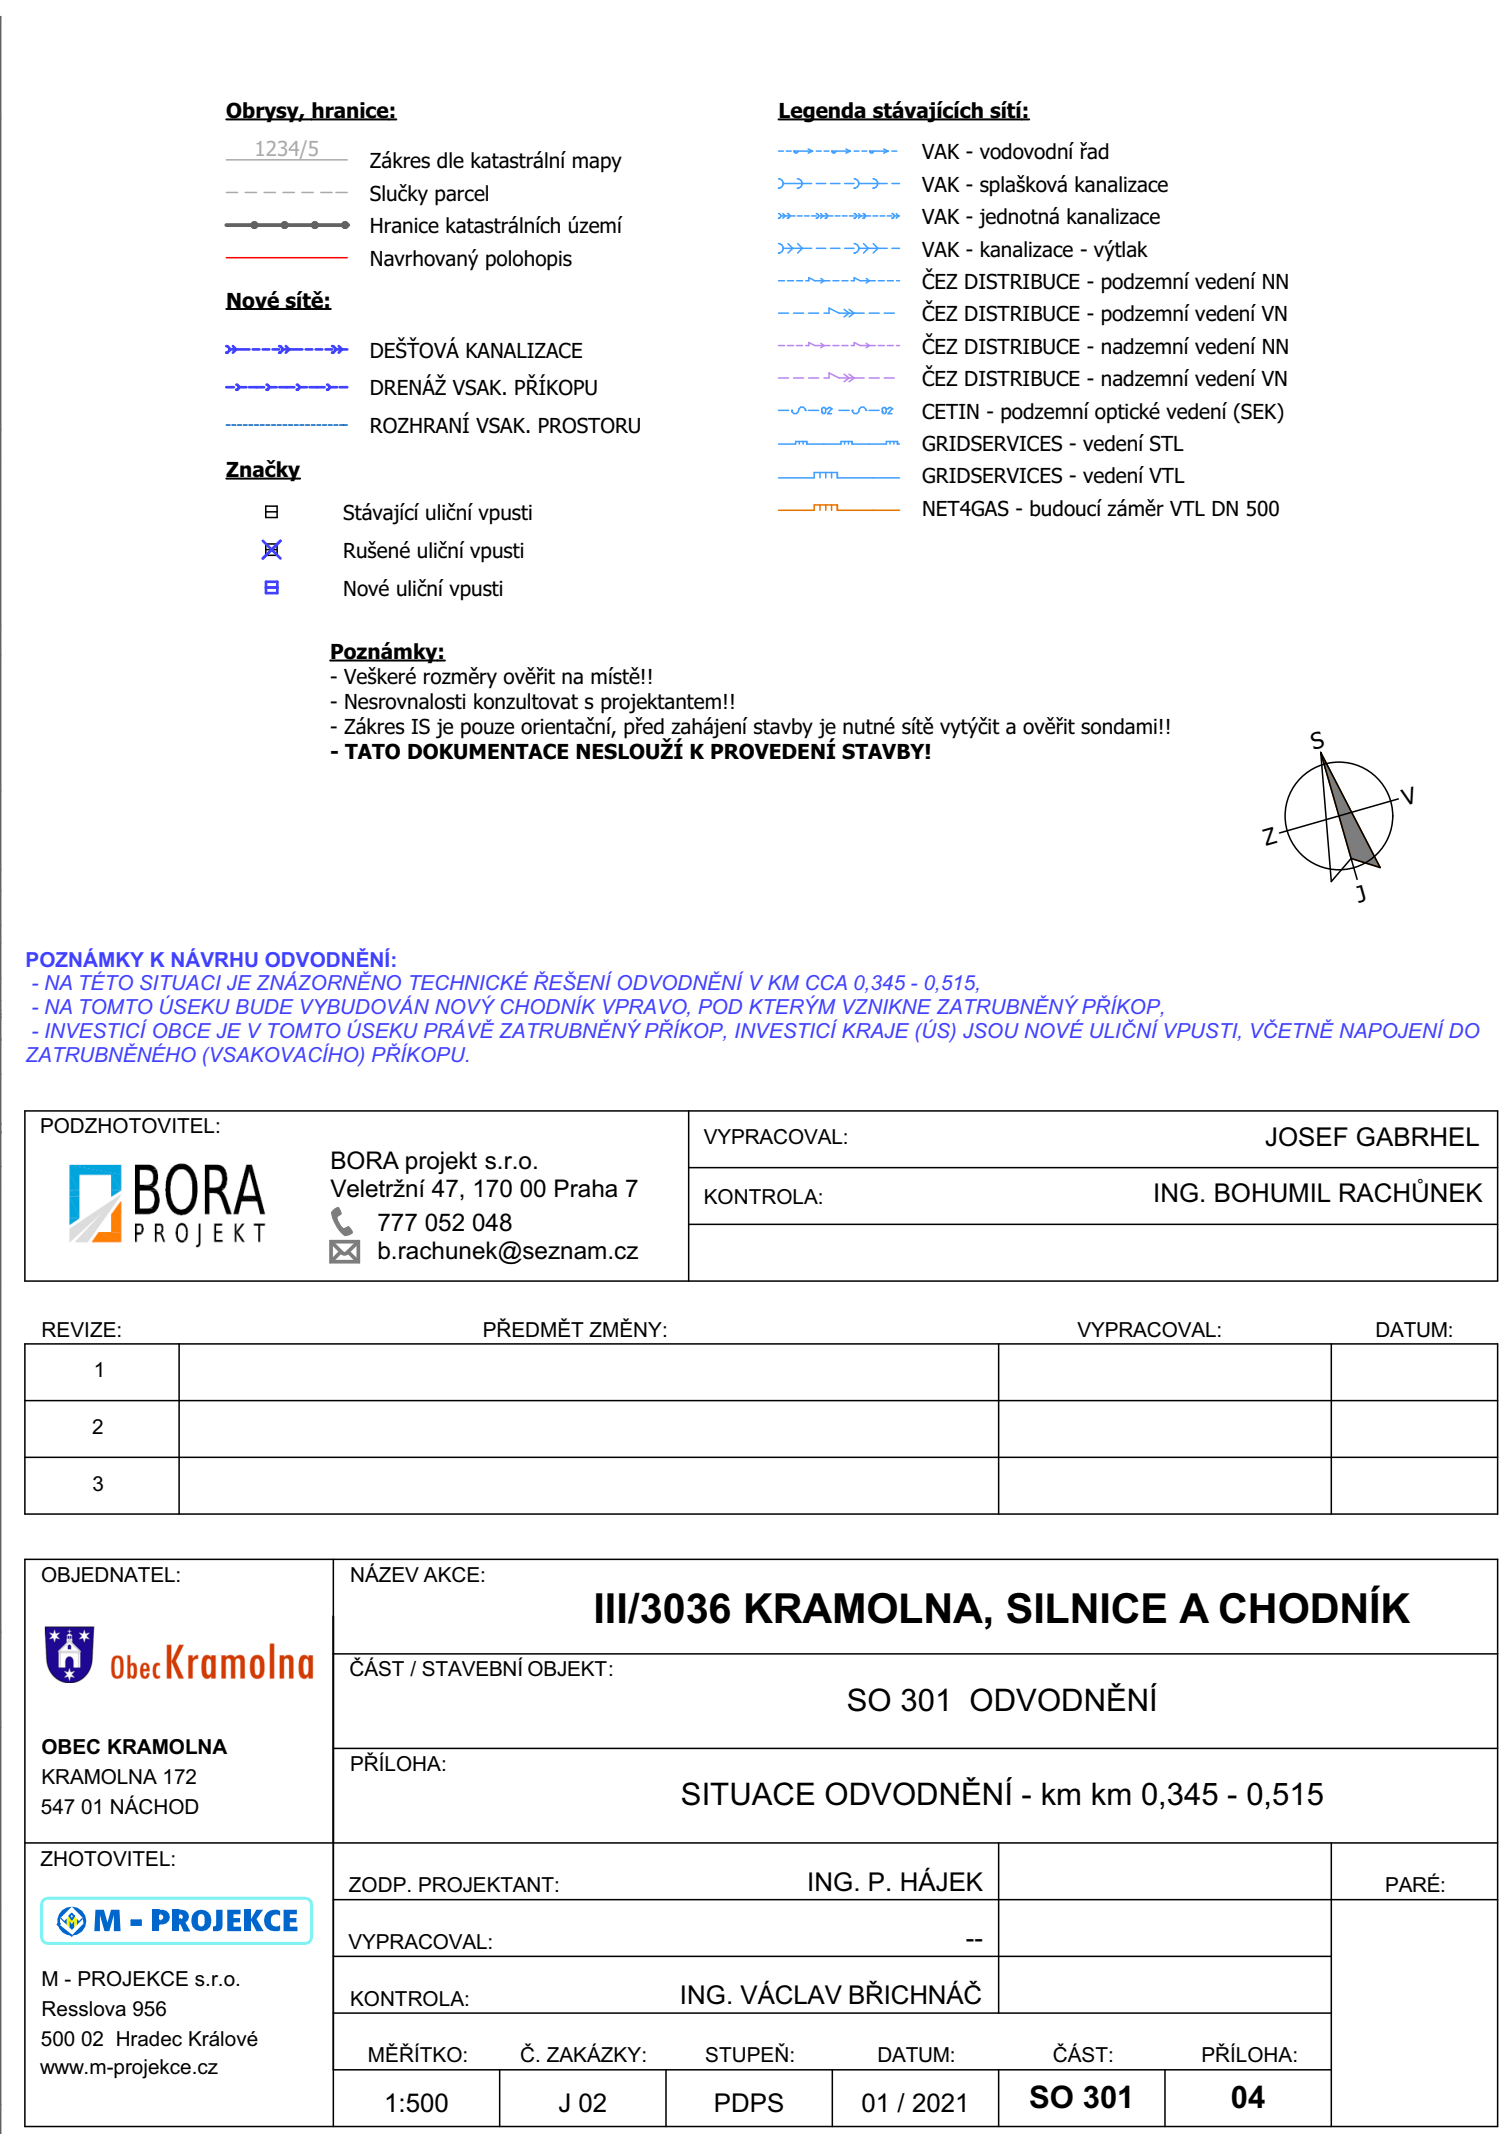 Obrysy, hranice:
1234/5
Zákres dle katastrální mapy
Slučky parcel
Hranice katastrálních území
Navrhovaný polohopis
Nové sítě:
DEŠŤOVÁ KANALIZACE
DRENÁŽ VSAK. PŘÍKOPU
ROZHRANÍ VSAK. PROSTORU
Značky
Stávající uliční vpusti
Rušené uliční vpusti
Nové uliční vpusti
Legenda stávajících sítí:
VAK - vodovodní řad
VAK - splašková kanalizace
VAK - jednotná kanalizace
VAK - kanalizace - výtlak
ČEZ DISTRIBUCE - podzemní vedení NN
ČEZ DISTRIBUCE - podzemní vedení VN
ČEZ DISTRIBUCE - nadzemní vedení NN
ČEZ DISTRIBUCE - nadzemní vedení VN
02 02 CETIN - podzemní optické vedení (SEK)
GRIDSERVICES - vedení STL
GRIDSERVICES - vedení VTL
NET4GAS - budoucí záměr VTL DN 500
Poznámky:
- Veškeré rozměry ověřit na místě!!
- Nesrovnalosti konzultovat s projektantem!!
- Zákres IS je pouze orientační, před zahájení stavby je nutné sítě vytýčit a ověřit sondami!!
- TATO DOKUMENTACE NESLOUŽÍ K PROVEDENÍ STAVBY!
S
V
Z
J
POZNÁMKY K NÁVRHU ODVODNĚNÍ:
- NA TÉTO SITUACI JE ZNÁZORNĚNO TECHNICKÉ ŘEŠENÍ ODVODNĚNÍ V KM CCA 0,345 - 0,515,
- NA TOMTO ÚSEKU BUDE VYBUDOVÁN NOVÝ CHODNÍK VPRAVO, POD KTERÝM VZNIKNE ZATRUBNĚNÝ PŘÍKOP,
- INVESTICÍ OBCE JE V TOMTO ÚSEKU PRÁVĚ ZATRUBNĚNÝ PŘÍKOP, INVESTICÍ KRAJE (ÚS) JSOU NOVÉ ULIČNÍ VPUSTI, VČETNĚ NAPOJENÍ DO
ZATRUBNĚNÉHO (VSAKOVACÍHO) PŘÍKOPU.
PODZHOTOVITEL:
BORA
PROJEKT
BORA projekt s.r.o.
Veletržní 47, 170 00 Praha 7
777 052 048
b.rachunek@seznam.cz
VYPRACOVAL: JOSEF GABRHEL
KONTROLA: ING. BOHUMIL RACHŮNEK
REVIZE: PŘEDMĚT ZMĚNY: VYPRACOVAL: DATUM:
1
2
3
OBJEDNATEL:
Obec Kramolna
OBEC KRAMOLNA
KRAMOLNA 172
547 01 NÁCHOD
NÁZEV AKCE:
III/3036 KRAMOLNA, SILNICE A CHODNÍK
ČÁST / STAVEBNÍ OBJEKT:
SO 301 ODVODNĚNÍ
PŘÍLOHA:
SITUACE ODVODNĚNÍ - km km 0,345 - 0,515
ZHOTOVITEL:
M - PROJEKCE
M - PROJEKCE s.r.o.
Resslova 956
500 02 Hradec Králové
www.m-projekce.cz
ZODP. PROJEKTANT: ING. P. HÁJEK
VYPRACOVAL: --
KONTROLA: ING. VÁCLAV BŘICHNÁČ
PARÉ:
MĚŘÍTKO: Č. ZAKÁZKY: STUPEŇ: DATUM: ČÁST: PŘÍLOHA:
1:500 J 02 PDPS 01 / 2021 SO 301 04